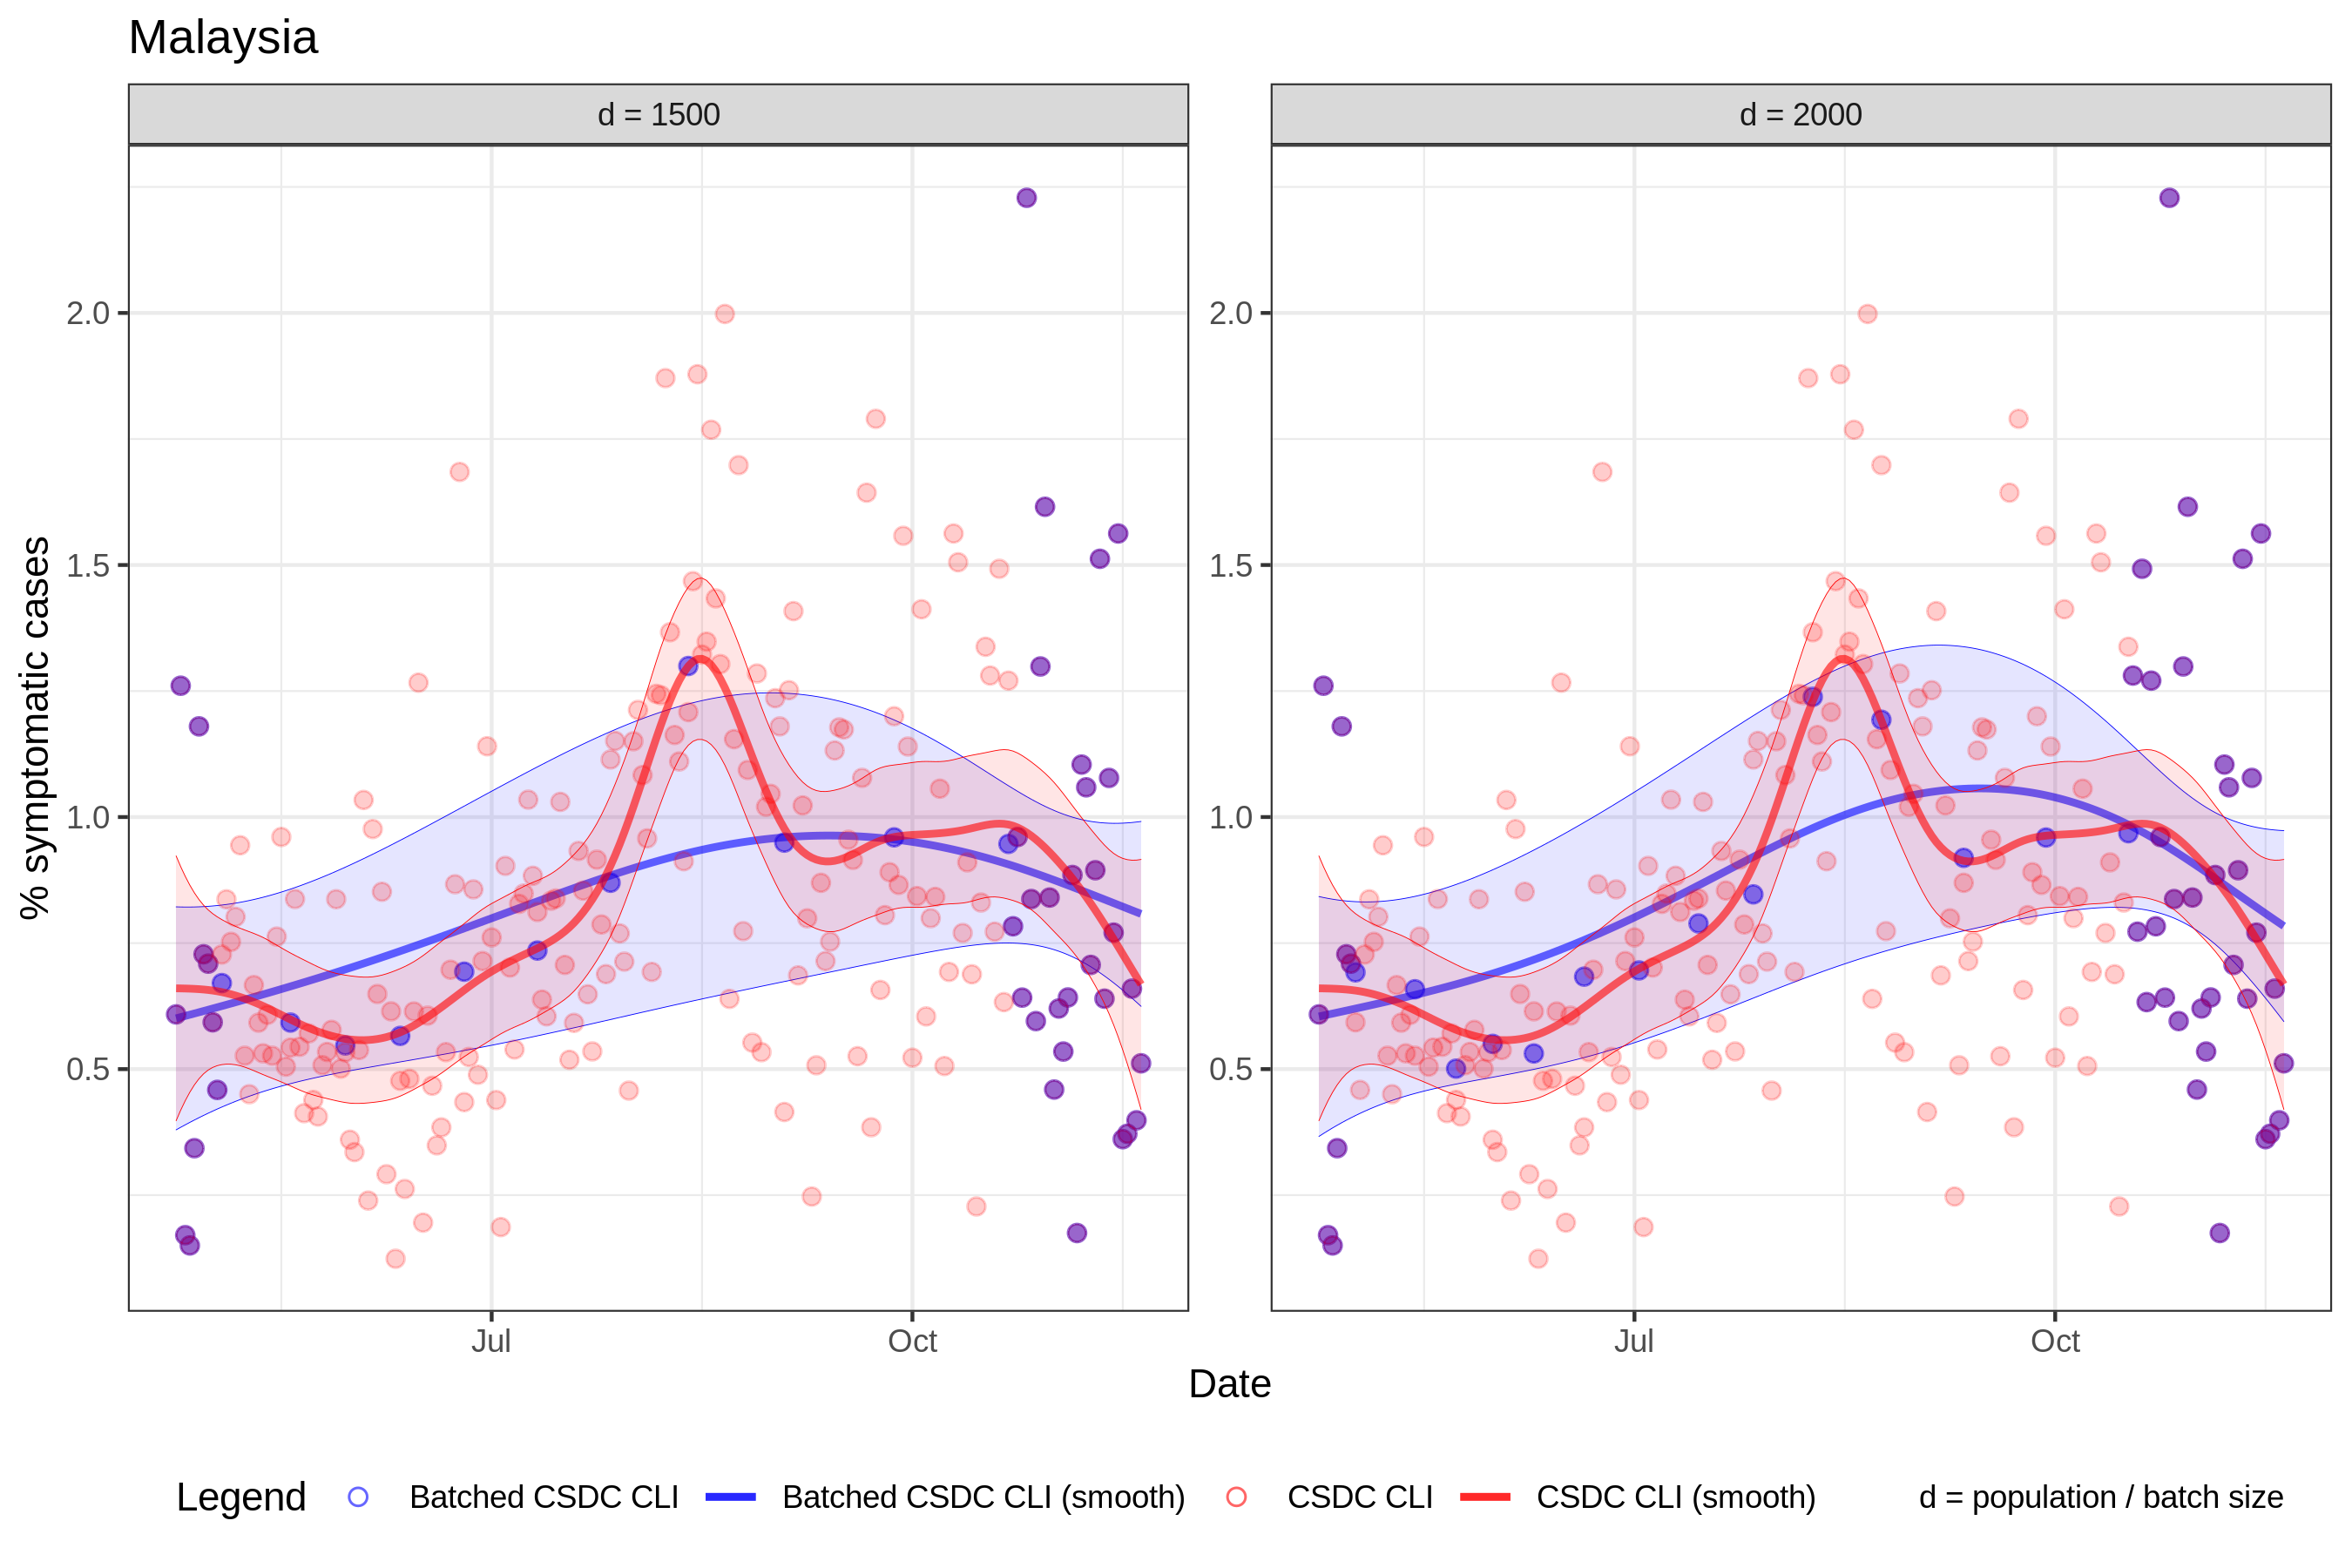 Malaysia
d = 1500
d = 2000
% symptomatic cases
2.0
1.5
1.0
0.5
2.0
1.5
1.0
0.5
Jul
Oct
Jul
Oct
Date
Legend
Batched CSDC CLI
Batched CSDC CLI (smooth)
CSDC CLI
CSDC CLI (smooth)
d = population / batch size